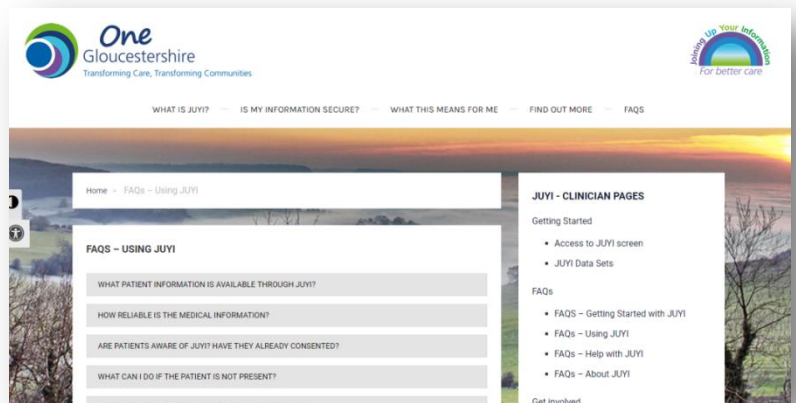 One
Gloucestershire
Transforming Care, Transforming Communities
Joining Up Your Information
For better care
WHAT IS JUYI?
IS MY INFORMATION SECURE?
WHAT THIS MEANS FOR ME
FIND OUT MORE
FAQS
Home » FAQs – Using JUYI
FAQS – USING JUYI
WHAT PATIENT INFORMATION IS AVAILABLE THROUGH JUYI?
HOW RELIABLE IS THE MEDICAL INFORMATION?
ARE PATIENTS AWARE OF JUYI? HAVE THEY ALREADY CONSENTED?
WHAT CAN I DO IF THE PATIENT IS NOT PRESENT?
JUYI - CLINICIAN PAGES
Getting Started
Access to JUYI screen
JUYI Data Sets
FAQs
FAQS – Getting Started with JUYI
FAQs – Using JUYI
FAQs – Help with JUYI
FAQs – About JUYI
Get involved